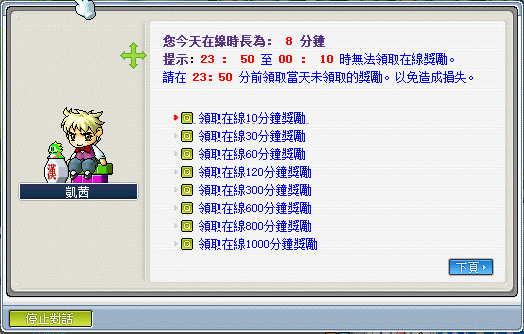 您今天在線時長為： 8 分鐘
提示：23 ： 50 至 00 ： 10 時無法領取在線獎勵。
請在 23：50 分前領取當天未領取的獎勵。以免造成損失。
領取在線10分鐘獎勵
領取在線30分鐘獎勵
領取在線60分鐘獎勵
領取在線120分鐘獎勵
領取在線300分鐘獎勵
領取在線600分鐘獎勵
領取在線800分鐘獎勵
領取在線1000分鐘獎勵
漢
凱茜
下頁
停止對話